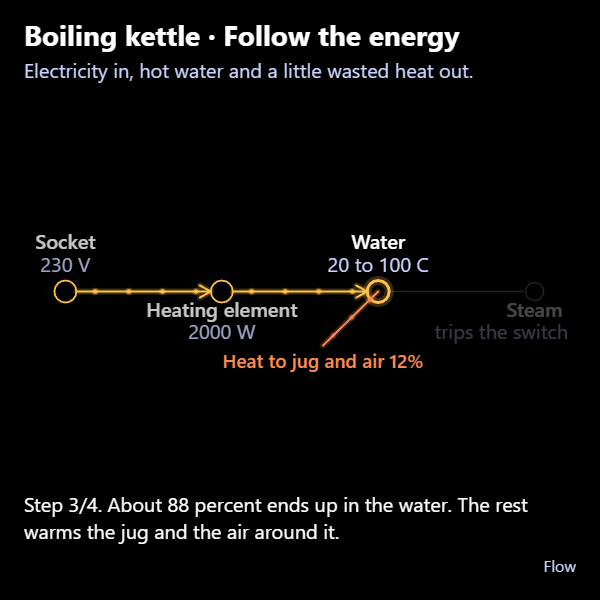 Boiling kettle · Follow the energy
Electricity in, hot water and a little wasted heat out.
Socket
230 V
Water
20 to 100 C
Heating element
2000 W
Steam
trips the switch
Heat to jug and air 12%
Step 3/4. About 88 percent ends up in the water. The rest
warms the jug and the air around it.
Flow